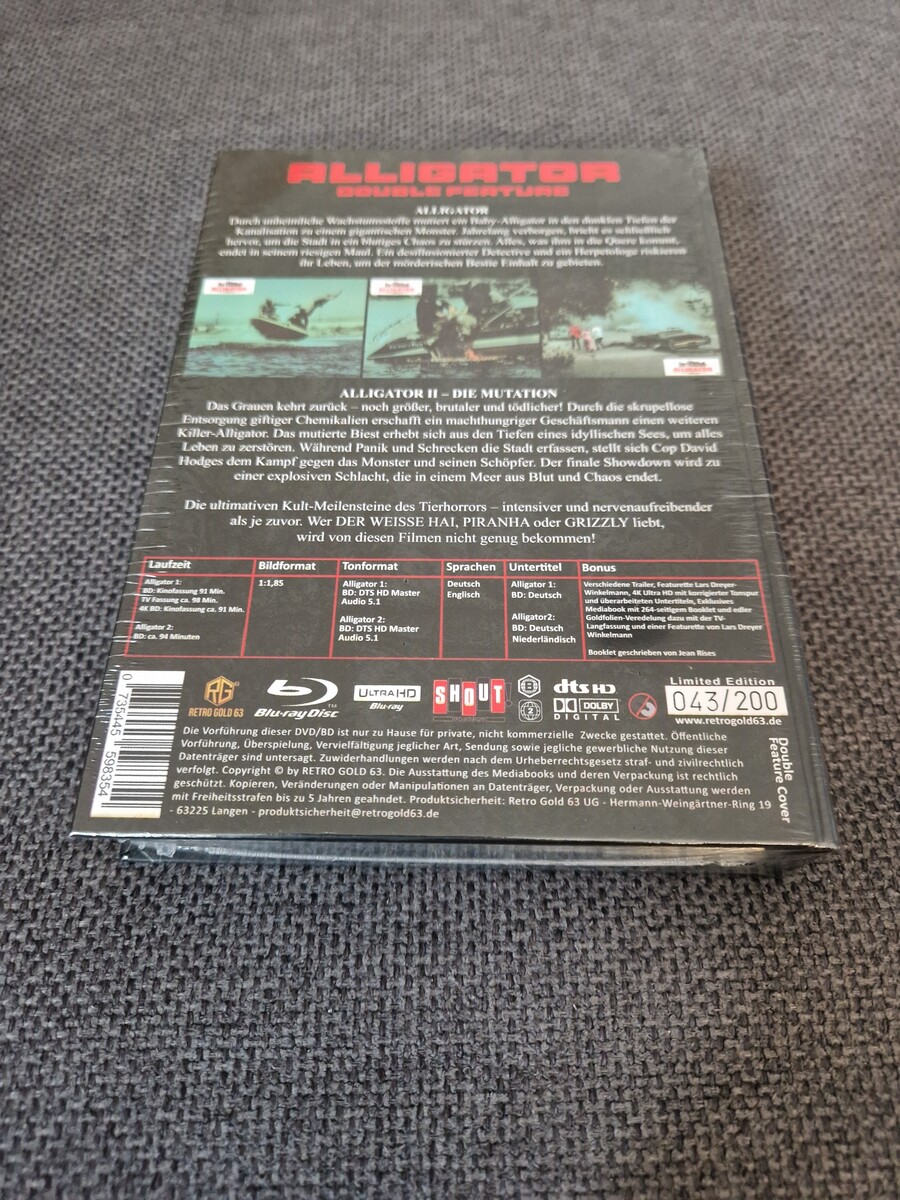 ALLIGATOR
DOUBLE FEATURE
ALLIGATOR
Durch unheimliche Wachstumsstoffe mutiert ein Baby-Alligator in den dunklen Tiefen der
Kanalisation zu einem gigantischen Monster. Jahrelang verborgen, bricht es schließlich
hervor, um die Stadt in ein blutiges Chaos zu stürzen. Alles, was ihm in die Quere kommt,
endet in seinem riesigen Maul. Ein desillusionierter Detective und ein Herpetologe riskieren
ihr Leben, um der mörderischen Bestie Einhalt zu gebieten.
ALLIGATOR
ALLIGATOR
ALLIGATOR
ALLIGATOR II – DIE MUTATION
Das Grauen kehrt zurück – noch größer, brutaler und tödlicher! Durch die skrupellose
Entsorgung giftiger Chemikalien erschafft ein machthungriger Geschäftsmann einen weiteren
Killer-Alligator. Das mutierte Biest erhebt sich aus den Tiefen eines idyllischen Sees, um alles
Leben zu zerstören. Während Panik und Schrecken die Stadt erfassen, stellt sich Cop David
Hodges dem Kampf gegen das Monster und seinen Schöpfer. Der finale Showdown wird zu
einer explosiven Schlacht, die in einem Meer aus Blut und Chaos endet.
Die ultimativen Kult-Meilensteine des Tierhorrors – intensiver und nervenaufreibender
als je zuvor. Wer DER WEISSE HAI, PIRANHA oder GRIZZLY liebt,
wird von diesen Filmen nicht genug bekommen!
Laufzeit
Alligator 1:
BD: Kinofassung 91 Min.
TV Fassung ca. 98 Min.
4K BD: Kinofassung ca. 91 Min.
Alligator 2:
BD: ca. 94 Minuten
Bildformat
1:1,85
Tonformat
Alligator 1:
BD: DTS HD Master
Audio 5.1
Alligator 2:
BD: DTS HD Master
Audio 5.1
Sprachen
Deutsch
Englisch
Untertitel
Alligator 1:
BD: Deutsch
Alligator2:
BD: Deutsch
Niederländisch
Bonus
Verschiedene Trailer, Featurette Lars Dreyer-
Winkelmann, 4K Ultra HD mit korrigierter Tonspur
und überarbeiteten Untertiteln, Exklusives
Mediabook mit 264-seitigem Booklet und edler
Goldfolien-Veredelung dazu mit der TV-
Langfassung und einer Featurette von Lars Dreyer
Winkelmann
Booklet geschrieben von Jean Rises
RG
RETRO GOLD 63
Blu-ray Disc™
ULTRA HD
Blu-ray
SHOUT!
B
2
dts HD
DOLBY
DIGITAL
Limited Edition
043/200
www.retrogold63.de
0 735445 598354
Die Vorführung dieser DVD/BD ist nur zu Hause für private, nicht kommerzielle Zwecke gestattet. Öffentliche
Vorführung, Überspielung, Vervielfältigung jeglicher Art, Sendung sowie jegliche gewerbliche Nutzung dieser
Datenträger sind untersagt. Zuwiderhandlungen werden nach dem Urheberrechtsgesetz straf- und zivilrechtlich
verfolgt. Copyright © by RETRO GOLD 63. Die Ausstattung des Mediabooks und deren Verpackung ist rechtlich
geschützt. Kopieren, Veränderungen oder Manipulationen an Datenträger, Verpackung oder Ausstattung werden
mit Freiheitsstrafen bis zu 5 Jahren geahndet. Produktsicherheit: Retro Gold 63 UG - Hermann-Weingärtner-Ring 19
- 63225 Langen - produktsicherheit@retrogold63.de
Double
Feature Cover